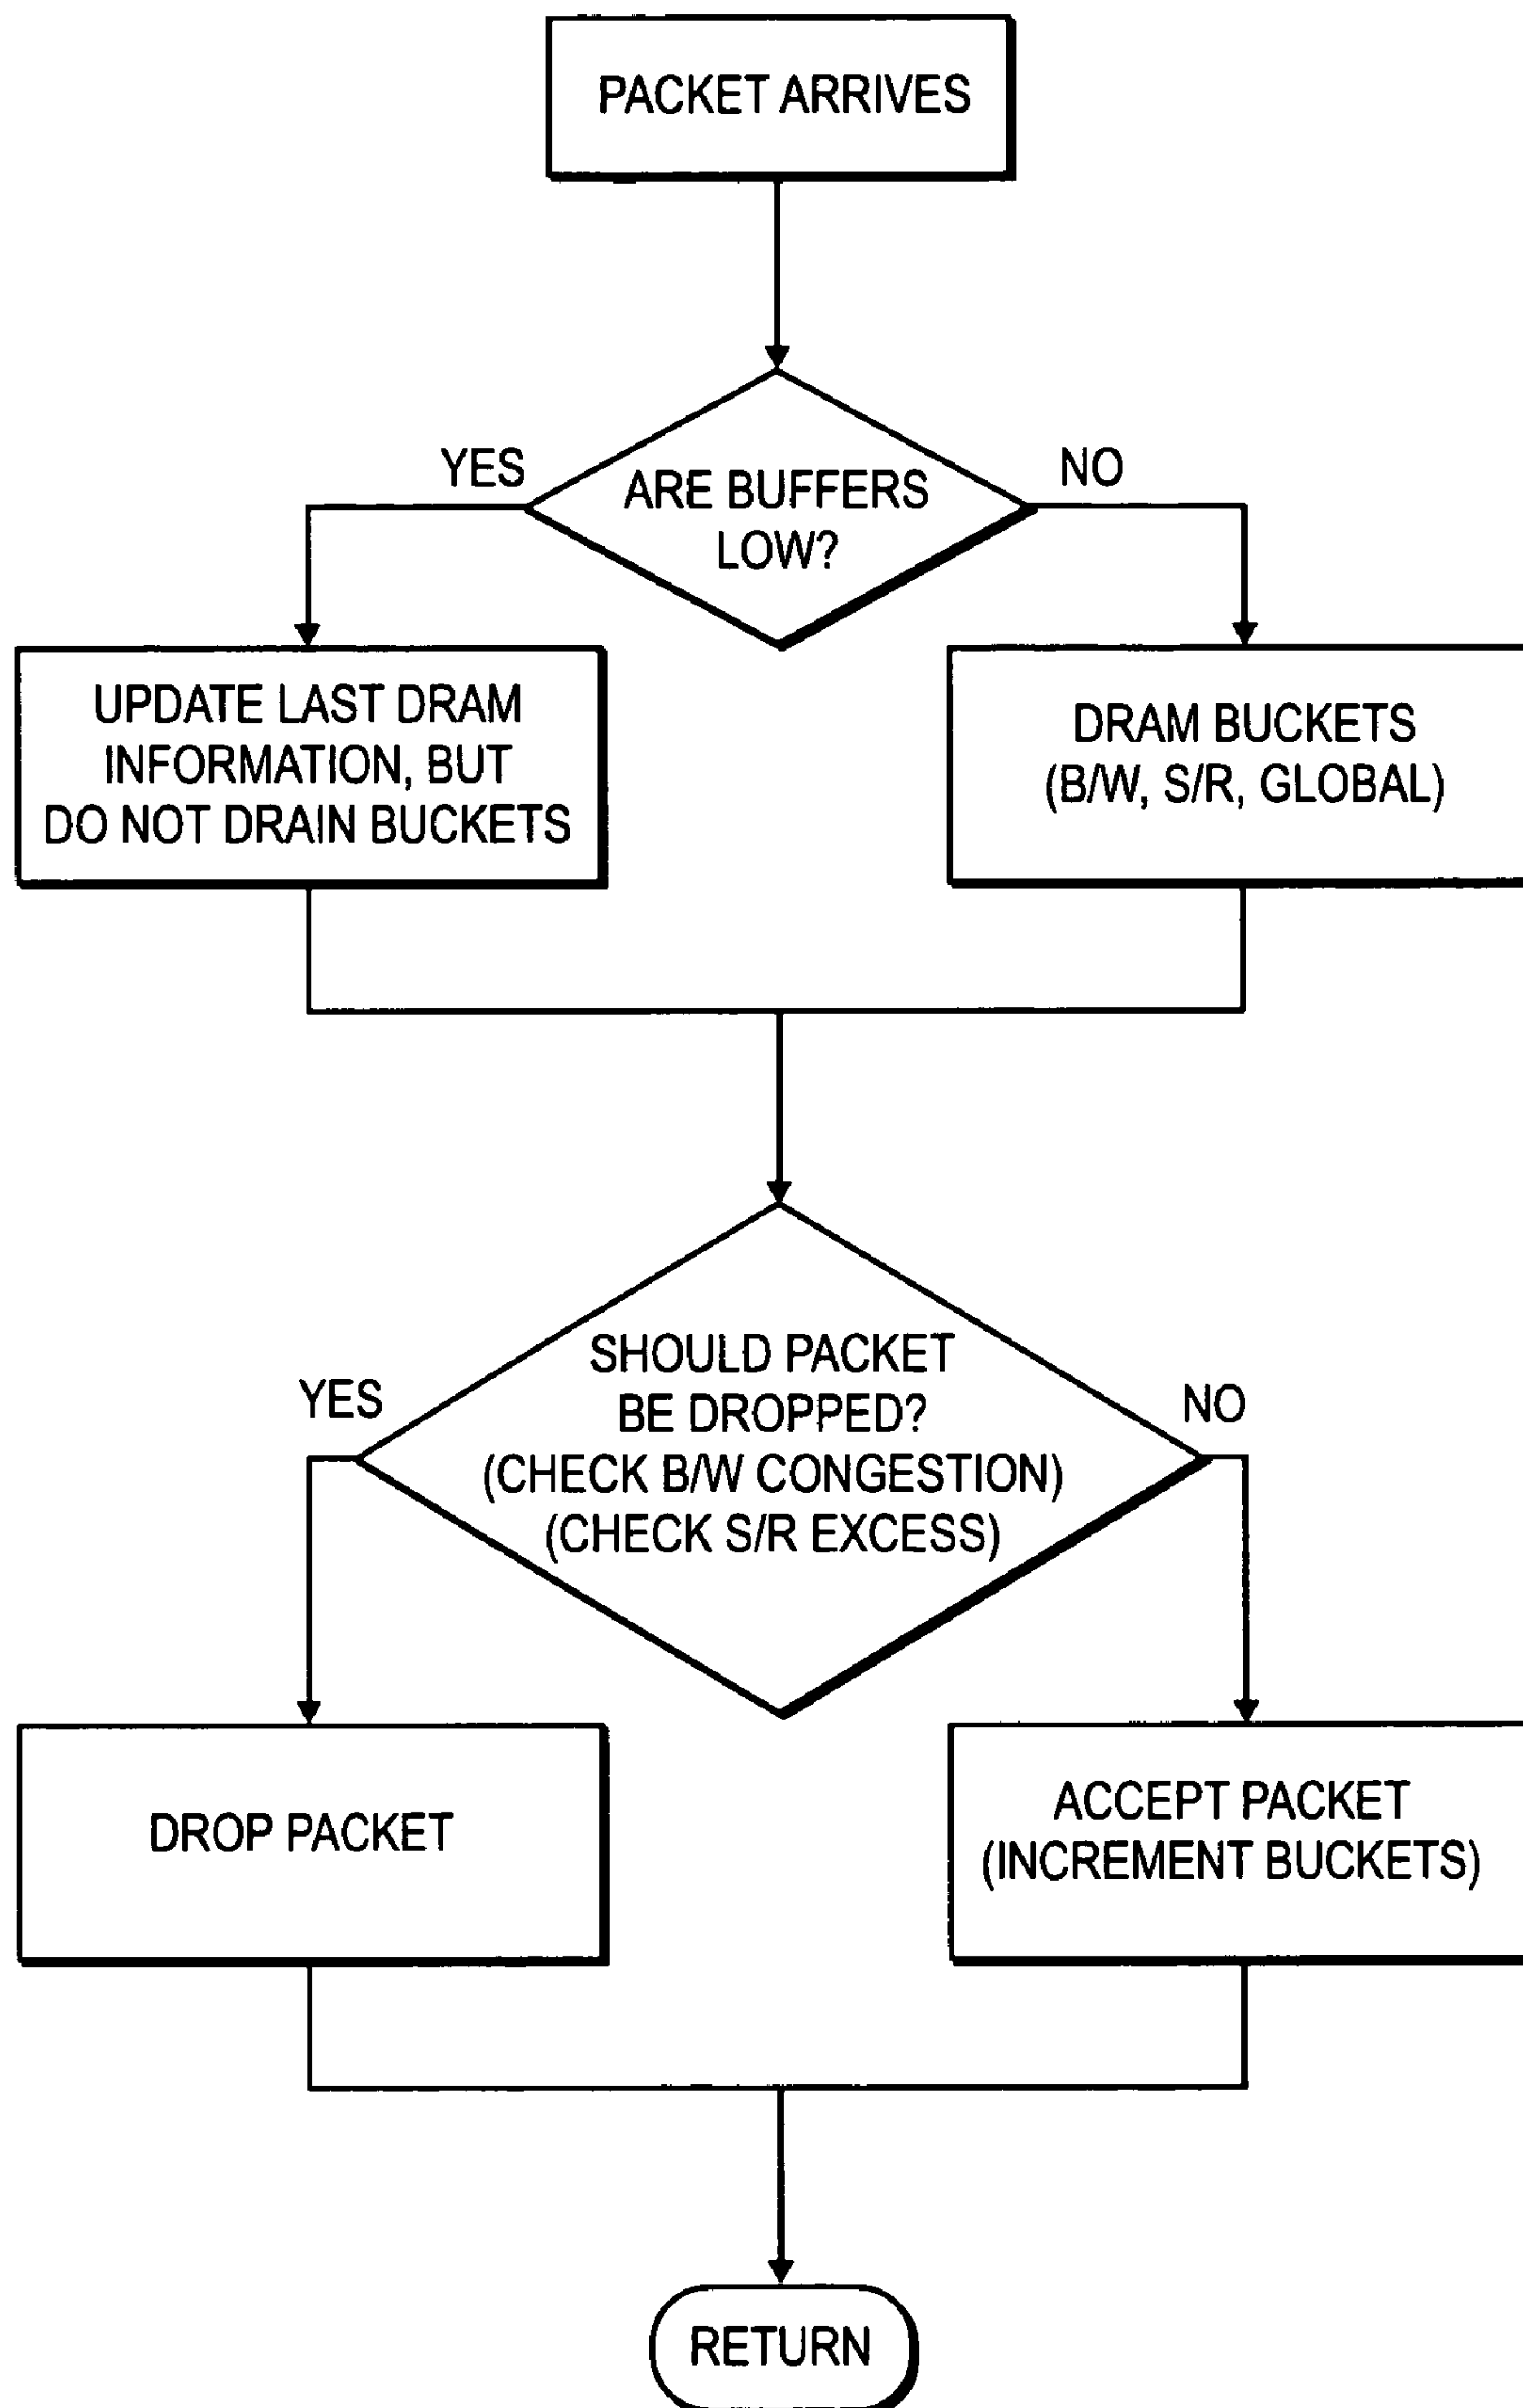 PACKET ARRIVES
YES
ARE BUFFERS
LOW?
NO
UPDATE LAST DRAM
INFORMATION, BUT
DO NOT DRAIN BUCKETS
DRAM BUCKETS
(B/W, S/R, GLOBAL)
YES
SHOULD PACKET
BE DROPPED?
(CHECK B/W CONGESTION)
(CHECK S/R EXCESS)
NO
DROP PACKET
ACCEPT PACKET
(INCREMENT BUCKETS)
RETURN